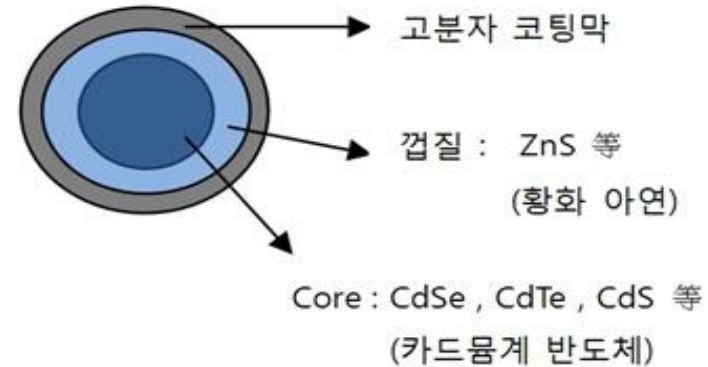 고분자 코팅막
껍질 : ZnS 등
(황화 아연)
Core : CdSe , CdTe , CdS 等
(카드뮴계 반도체)